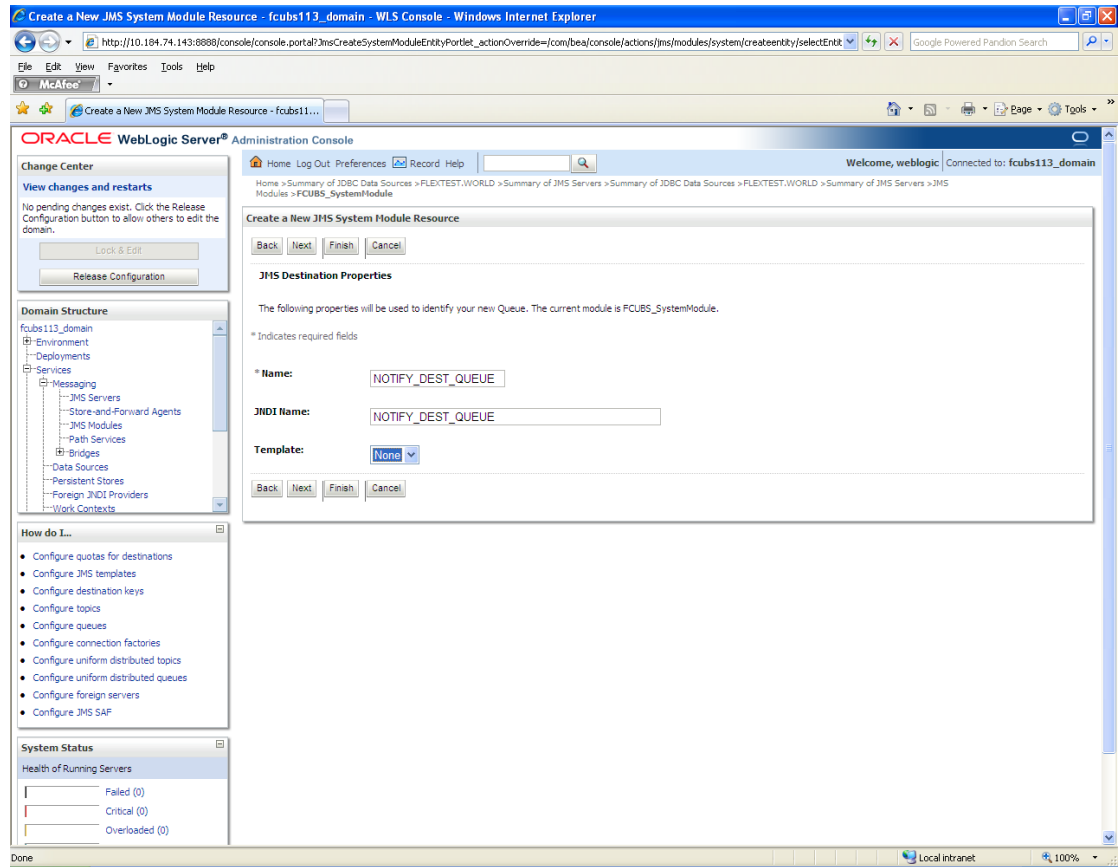 Create a New JMS System Module Resource - fcubs113_domain - WLS Console - Windows Internet Explorer
http://10.184.74.143:8888/console/console.portal?JmsCreateSystemModuleEntityPortlet_actionOverride=/com/bea/console/actions/jms/modules/system/createentity/selectEntit
Google Powered Pandion Search
File Edit View Favorites Tools Help
McAfee
Create a New JMS System Module Resource - fcubs11...
Page Tools
ORACLE WebLogic Server® Administration Console
Change Center
View changes and restarts
No pending changes exist. Click the Release
Configuration button to allow others to edit the
domain.
Lock & Edit
Release Configuration
Domain Structure
fcubs113_domain
Environment
Deployments
Services
Messaging
JMS Servers
Store-and-Forward Agents
JMS Modules
Path Services
Bridges
Data Sources
Persistent Stores
Foreign JNDI Providers
Work Contexts
How do I...
Configure quotas for destinations
Configure JMS templates
Configure destination keys
Configure topics
Configure queues
Configure connection factories
Configure uniform distributed topics
Configure uniform distributed queues
Configure foreign servers
Configure JMS SAF
System Status
Health of Running Servers
Failed (0)
Critical (0)
Overloaded (0)
Home Log Out Preferences Record Help
Welcome, weblogic Connected to: fcubs113_domain
Home >Summary of JDBC Data Sources >FLEXTEST.WORLD >Summary of JMS Servers >Summary of JDBC Data Sources >FLEXTEST.WORLD >Summary of JMS Servers >JMS
Modules >FCUBS_SystemModule
Create a New JMS System Module Resource
Back Next Finish Cancel
JMS Destination Properties
The following properties will be used to identify your new Queue. The current module is FCUBS_SystemModule.
* Indicates required fields
* Name: NOTIFY_DEST_QUEUE
JNDI Name: NOTIFY_DEST_QUEUE
Template: None
Back Next Finish Cancel
Done
Local intranet
100%